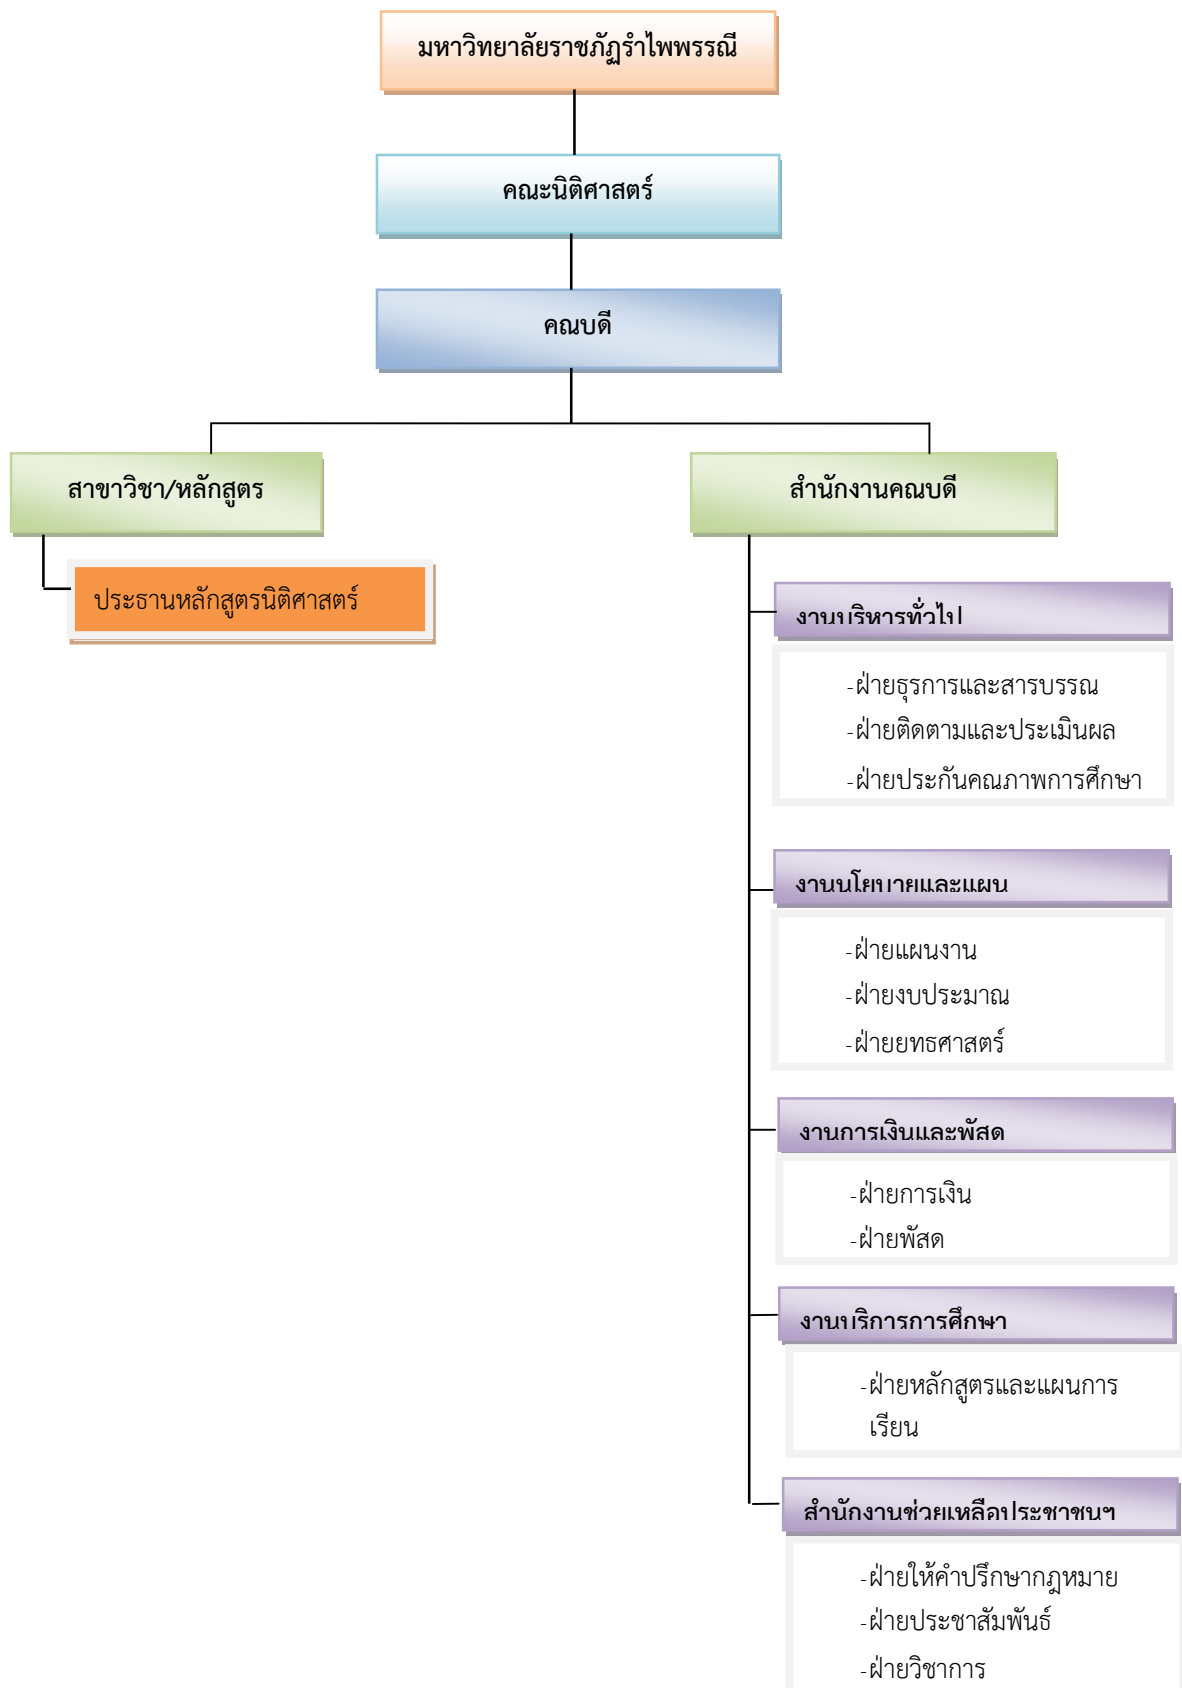 มหาวิทยาลัยราชภัฏรำไพพรรณี
คณะนิติศาสตร์
คณบดี
สาขาวิชา/หลักสูตร
สำนักงานคณบดี
ประธานหลักสูตรนิติศาสตร์
งานบริหารทั่วไป
-ฝ่ายธุรการและสารบรรณ
-ฝ่ายติดตามและประเมินผล
-ฝ่ายประกันคุณภาพการศึกษา
งานนโยบายและแผน
-ฝ่ายแผนงาน
-ฝ่ายงบประมาณ
-ฝ่ายยุทธศาสตร์
งานการเงินและพัสดุ
-ฝ่ายการเงิน
-ฝ่ายพัสดุ
งานบริการการศึกษา
-ฝ่ายหลักสูตรและแผนการ
เรียน
สำนักงานช่วยเหลือประชาชนฯ
-ฝ่ายให้คำปรึกษากฎหมาย
-ฝ่ายประชาสัมพันธ์
-ฝ่ายวิชาการ